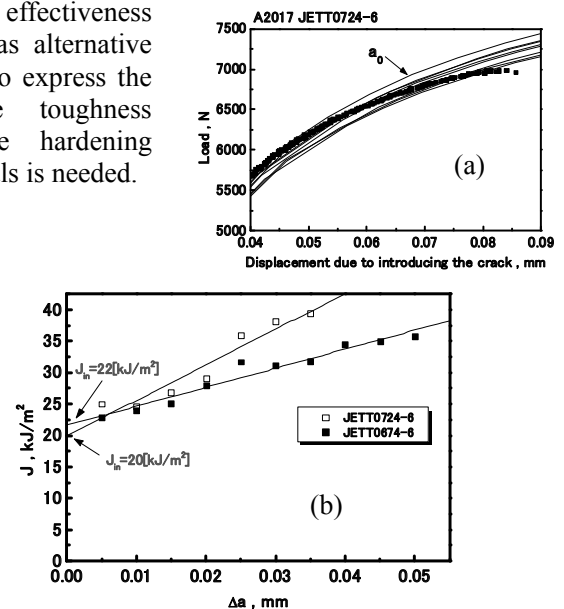 effectiveness
as alternative
o express the
e toughness
e hardening
ls is needed.
A2017 JETT0724-6
7500
7000
6500
6000
5500
5000
Load , N
a0
(a)
0.04 0.05 0.06 0.07 0.08 0.09
Displacement due to introducing the crack , mm
40
35
30
25
20
15
10
5
0
J , kJ/m²
Jin=22[kJ/m²]
Jin=20[kJ/m²]
JETT0724-6
JETT0674-6
(b)
0.00 0.01 0.02 0.03 0.04 0.05
Δa , mm